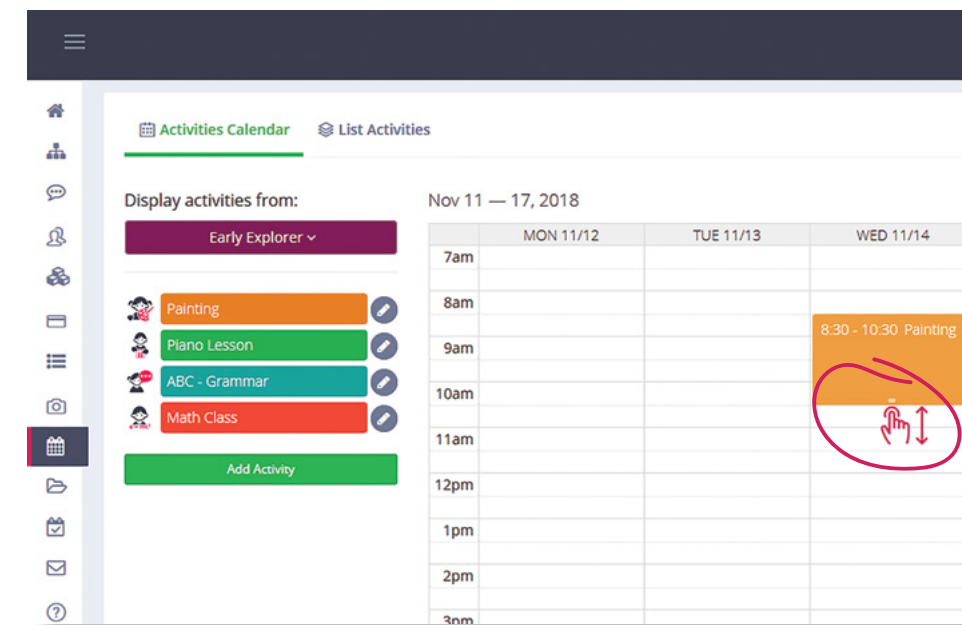 Activities Calendar List Activities
Display activities from:
Early Explorer
Painting
Piano Lesson
ABC - Grammar
Math Class
Add Activity
Nov 11 — 17, 2018
MON 11/12 TUE 11/13 WED 11/14
7am
8am
8:30 - 10:30 Painting
9am
10am
11am
12pm
1pm
2pm
3pm